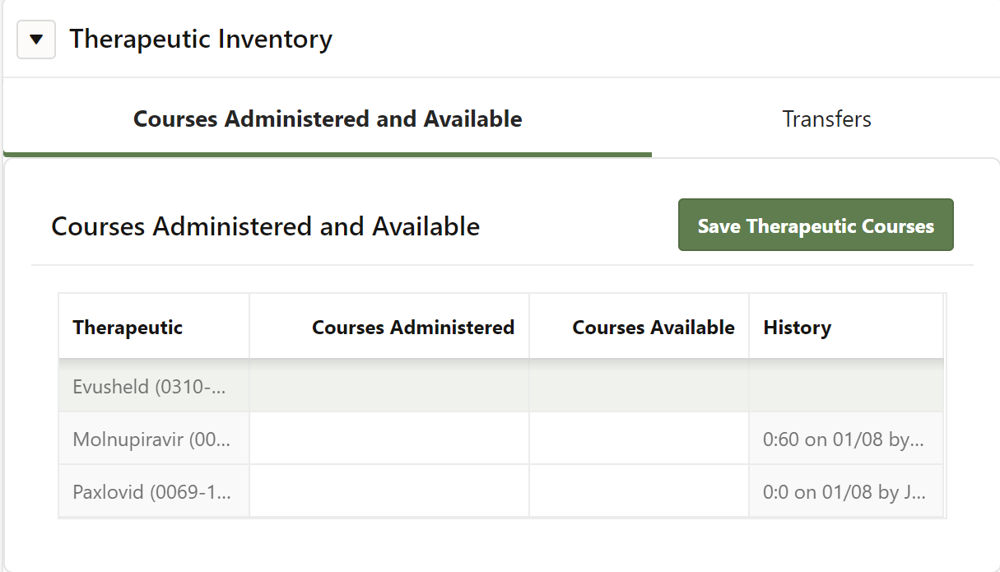 Therapeutic Inventory
Courses Administered and Available Transfers
Courses Administered and Available Save Therapeutic Courses
Therapeutic Courses Administered Courses Available History
Evusheld (0310-...
Molnupiravir (00... 0:60 on 01/08 by...
Paxlovid (0069-1... 0:0 on 01/08 by J...